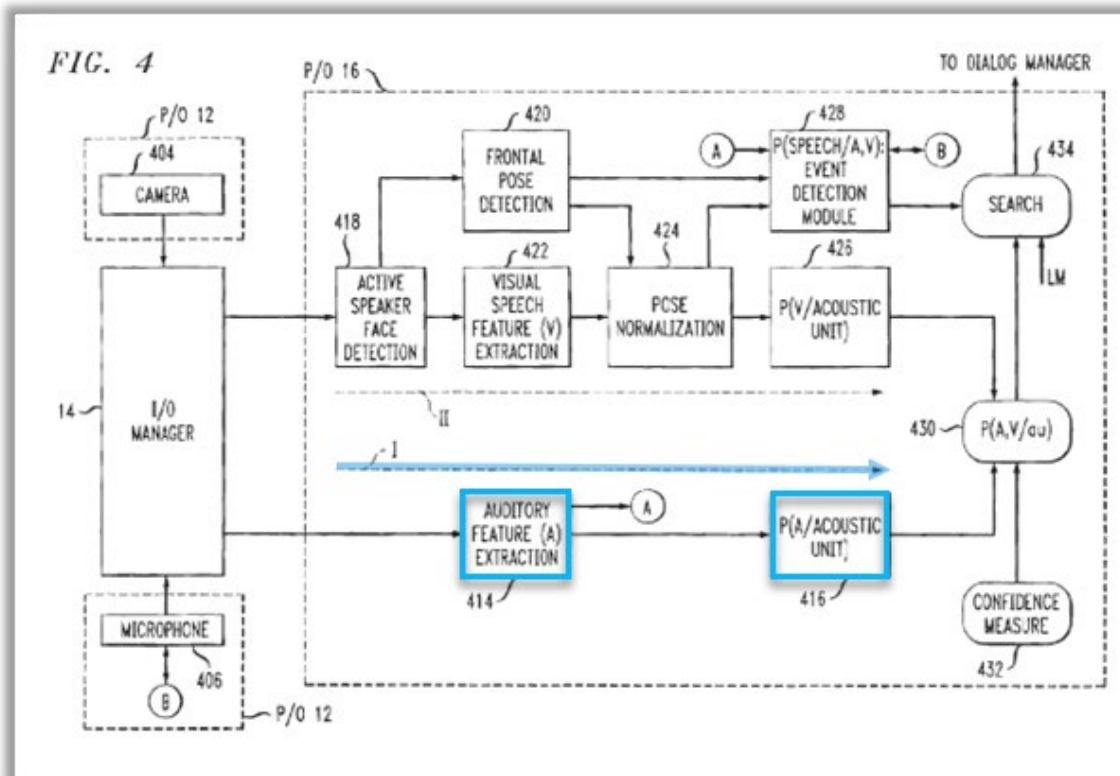 FIG. 4
P/O 12
404
CAMERA
14
I/O
MANAGER
MICROPHONE
406
B
P/O 12
P/O 16
418
ACTIVE
SPEAKER
FACE
DETECTION
420
FRONTAL
POSE
DETECTION
422
VISUAL
SPEECH
FEATURE (V)
EXTRACTION
424
PCSE
NORMALIZATION
A
428
P(SPEECH/A,V):
EVENT
DETECTION
MODULE
B
426
P(V/ACOUSTIC
UNIT)
II
I
AUDITORY
FEATURE (A)
EXTRACTION
414
A
P(A/ACOUSTIC
UNIT)
416
TO DIALOG MANAGER
434
SEARCH
LM
430
P(A,V/au)
CONFIDENCE
MEASURE
432